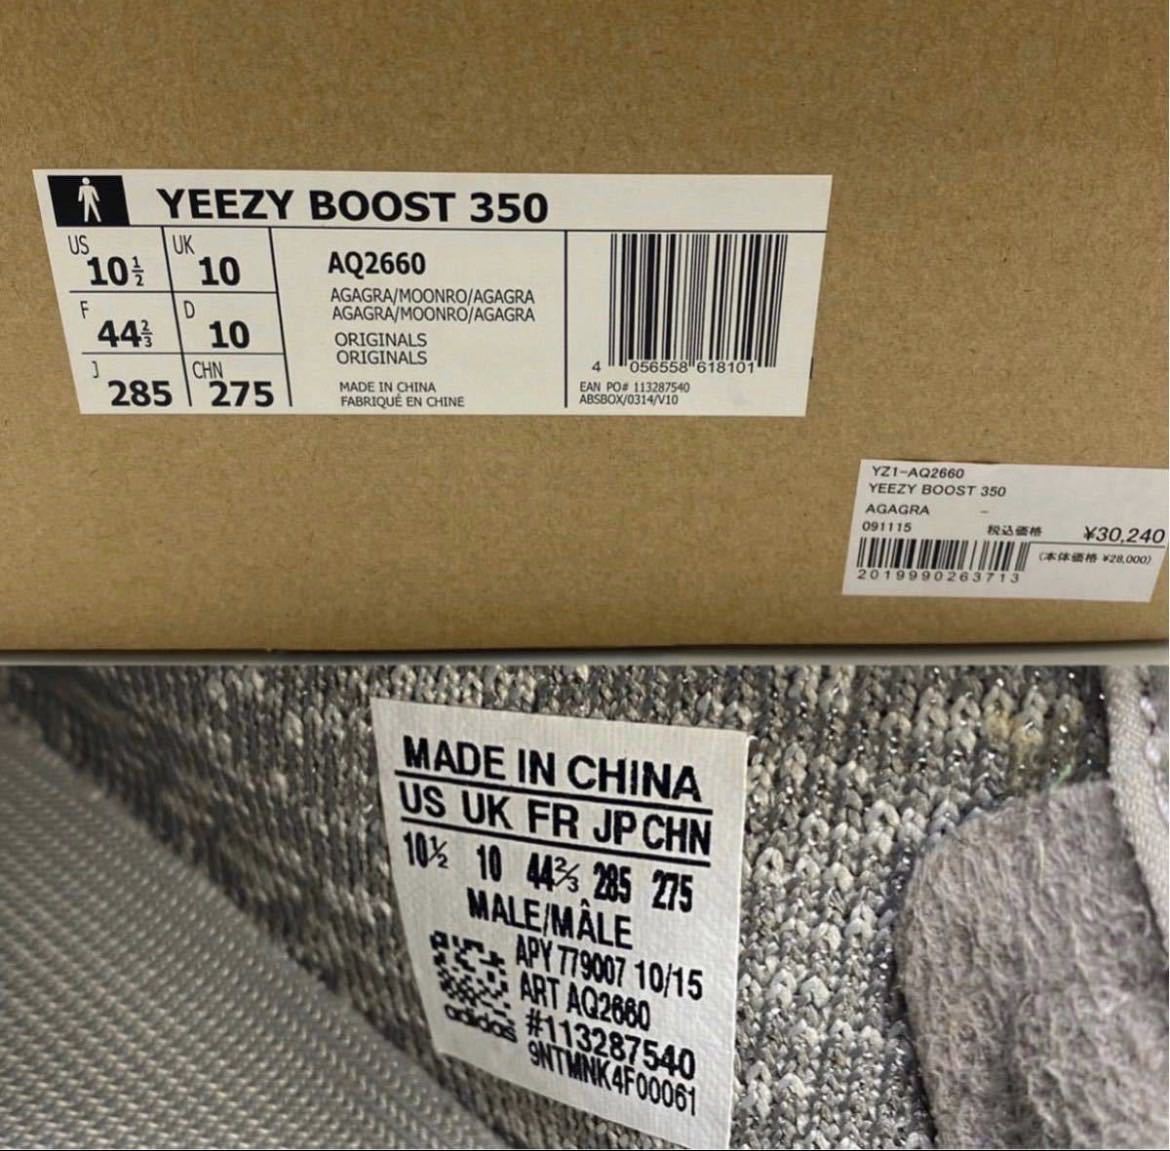 YEEZY BOOST 350
US 10½ UK 10
F 44⅔ D 10
J 285 CHN 275
AQ2660
AGAGRA/MOONRO/AGAGRA
AGAGRA/MOONRO/AGAGRA
ORIGINALS
ORIGINALS
MADE IN CHINA
FABRIQUÉ EN CHINE
4 056558 618101
EAN PO# 113287540
ABSBOX/0314/V10
YZ1-AQ2660
YEEZY BOOST 350
AGAGRA -
091115 税込価格 ¥30,240
(本体価格 ¥28,000)
2019990263713
MADE IN CHINA
US UK FR JP CHN
10½ 10 44⅔ 285 275
MALE/MÂLE
APY 779007 10/15
ART AQ2660
adidas #113287540
9NTMNK4F00061